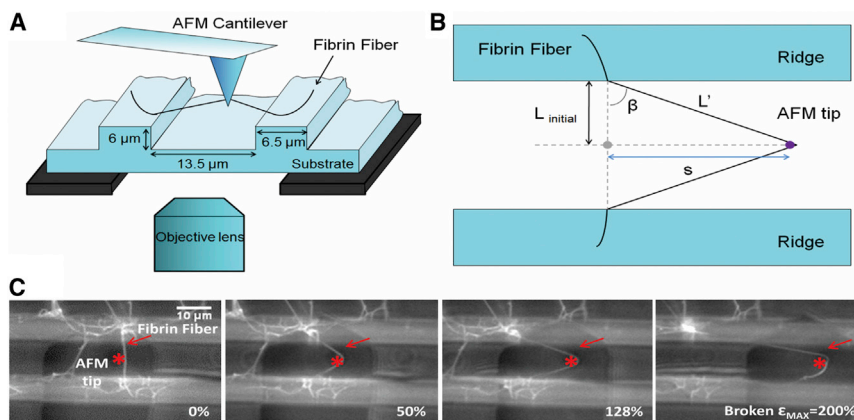 A
AFM Cantilever
Fibrin Fiber
6 µm
6.5 µm
13.5 µm
Substrate
Objective lens
B
Fibrin Fiber
Ridge
L initial
β
L'
AFM tip
s
Ridge
C
10 µm
Fibrin Fiber
*
AFM
tip
0%
*
50%
*
128%
*
Broken εMAX=200%